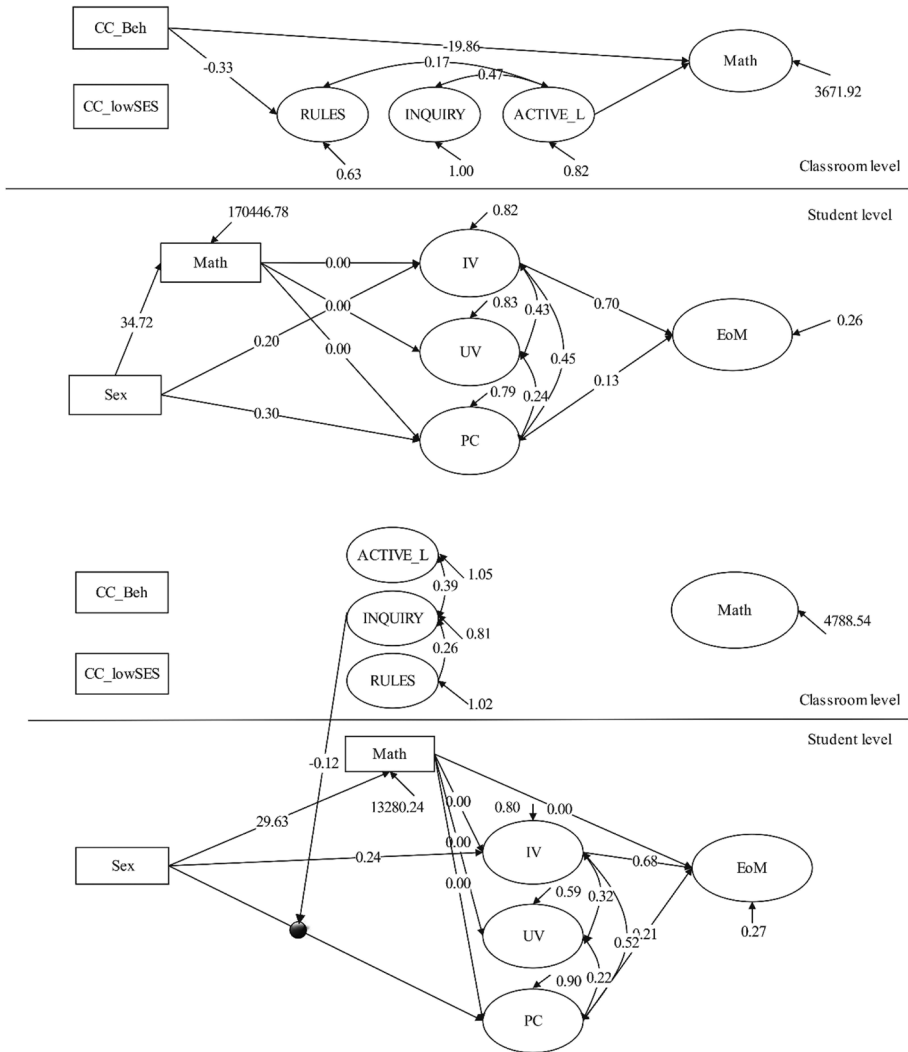 CC_Beh
-19.86
Math
-0.33
0.17
0.47
CC_lowSES
RULES
INQUIRY
ACTIVE_L
3671.92
0.63
1.00
0.82
Classroom level
Student level
170446.78
0.82
Math
0.00
IV
34.72
0.00
0.83
0.43
0.70
0.20
0.26
0.00
UV
0.45
EoM
Sex
0.79
0.24
0.13
0.30
PC
ACTIVE_L
1.05
CC_Beh
0.39
INQUIRY
Math
0.81
4788.54
0.26
CC_lowSES
RULES
1.02
Classroom level
Student level
Math
-0.12
13280.24
0.00
0.80
0.00
29.63
0.00
Sex
0.24
IV
0.68
EoM
0.00
0.59
0.32
UV
0.52
0.21
0.27
0.90
0.22
PC